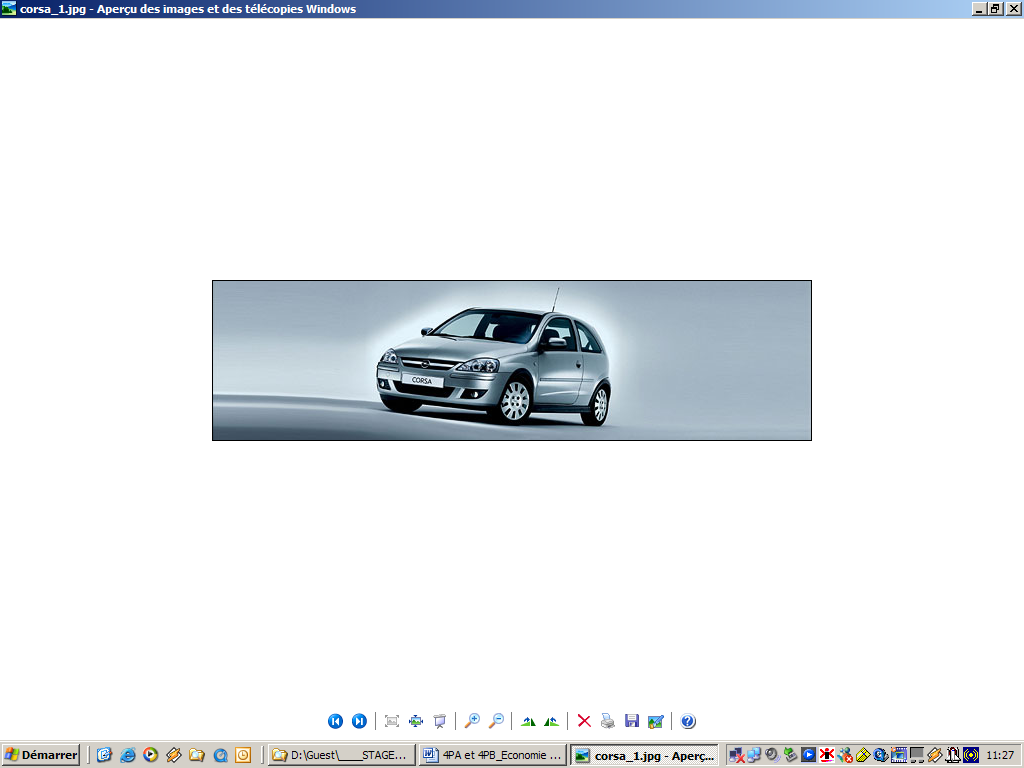 corsa_1.jpg - Aperçu des images et des télécopies Windows
CORSA
Démarrer
D:\Guest\_____STAGE...
4PA et 4PB_Economie ...
corsa_1.jpg - Aperç...
11:27